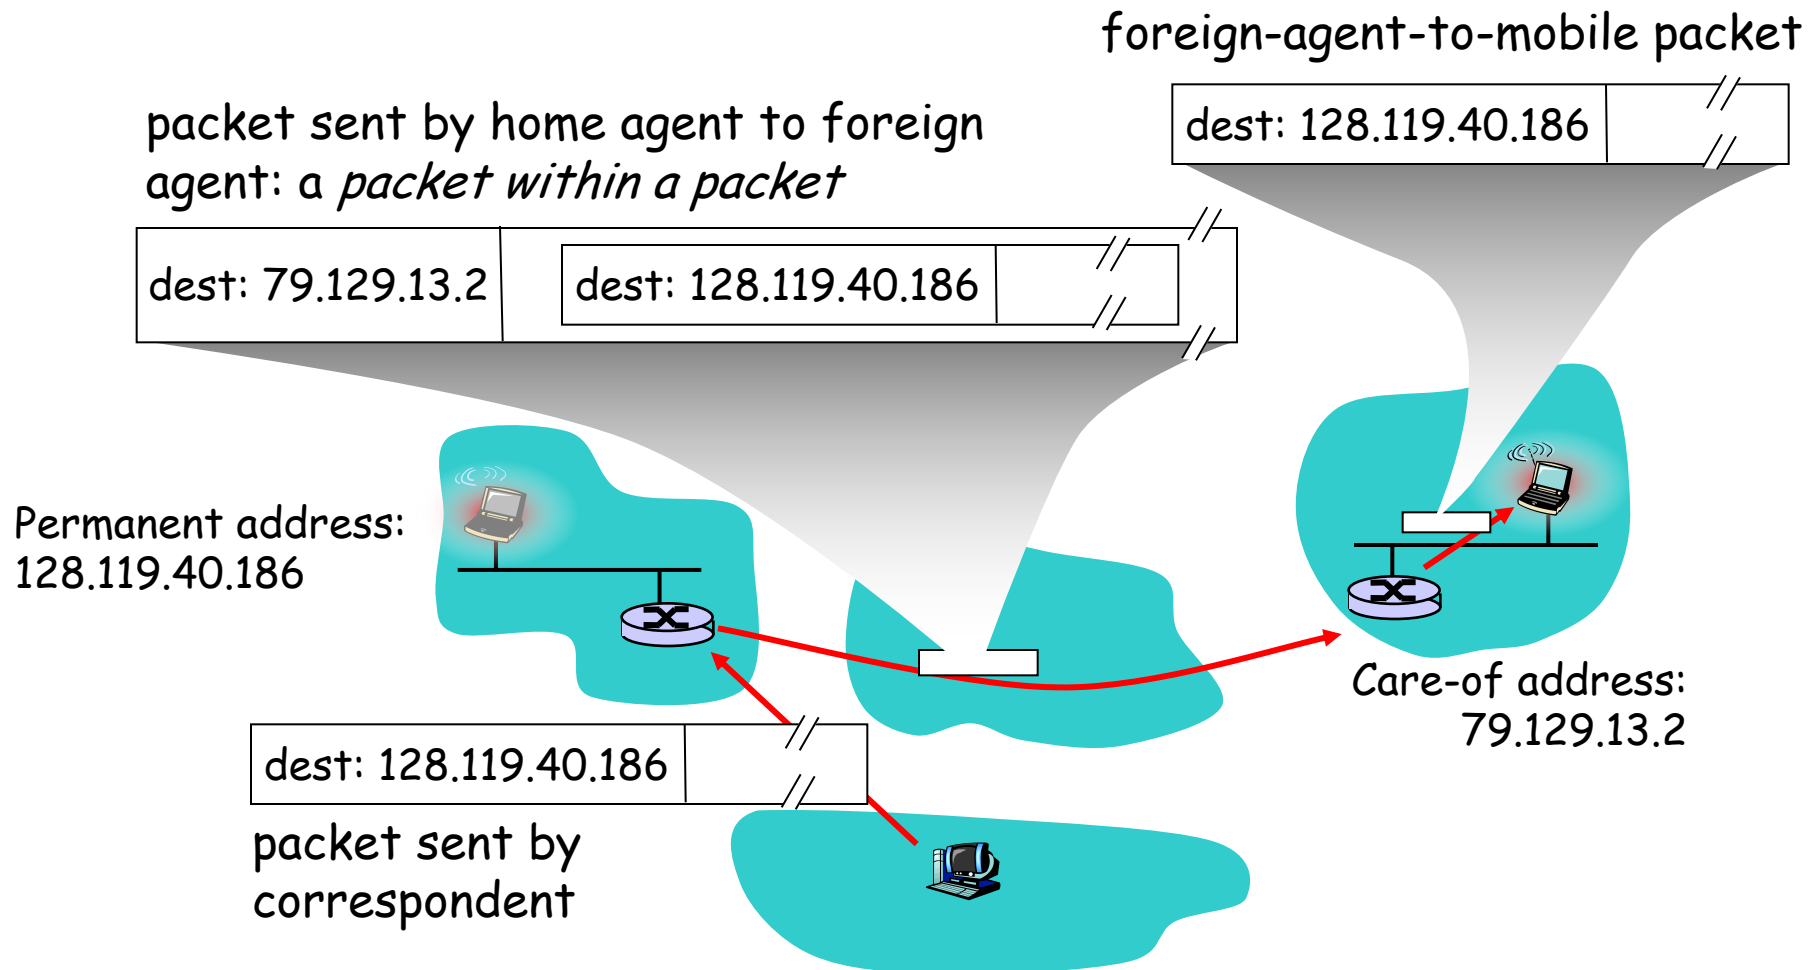 foreign-agent-to-mobile packet
dest: 128.119.40.186
packet sent by home agent to foreign
agent: a packet within a packet
dest: 79.129.13.2
dest: 128.119.40.186
Permanent address:
128.119.40.186
Care-of address:
79.129.13.2
dest: 128.119.40.186
packet sent by
correspondent